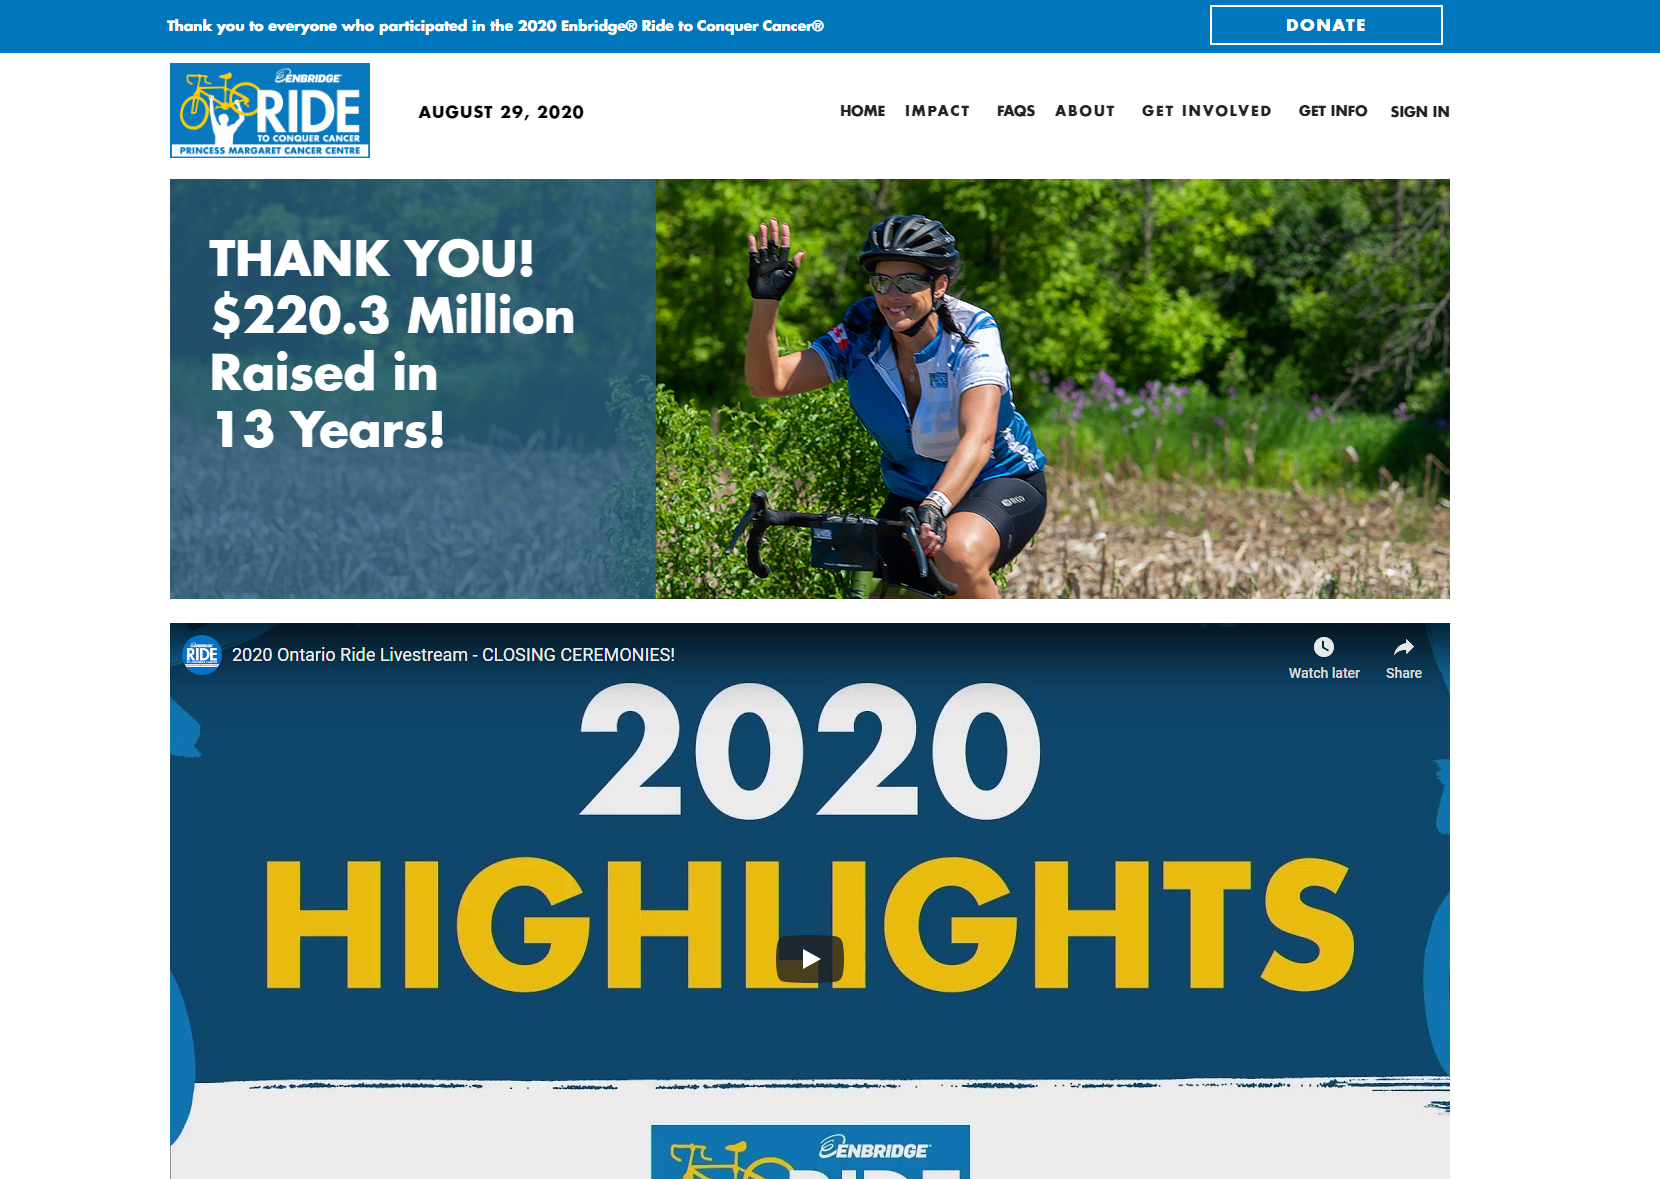 Thank you to everyone who participated in the 2020 Enbridge® Ride to Conquer Cancer®
DONATE
ENBRIDGE
RIDE
TO CONQUER CANCER
PRINCESS MARGARET CANCER CENTRE
AUGUST 29, 2020
HOME IMPACT FAQS ABOUT GET INVOLVED GET INFO SIGN IN
THANK YOU!
$220.3 Million
Raised in
13 Years!
RIDE
2020 Ontario Ride Livestream - CLOSING CEREMONIES!
Watch later
Share
2020
HIGHLIGHTS
ENBRIDGE
RIDE